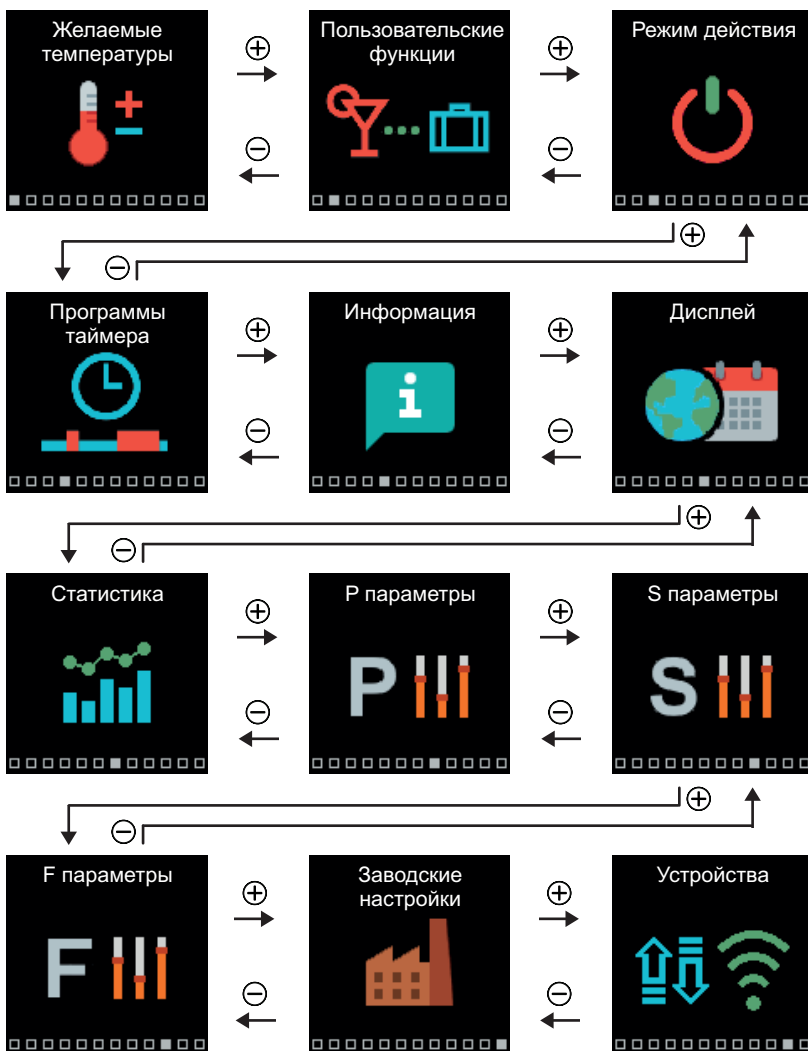 Желаемые
температуры
Пользовательские
функции
Режим действия
Программы
таймера
Информация
Дисплей
Статистика
P параметры
P
S параметры
S
F параметры
F
Заводские
настройки
Устройства